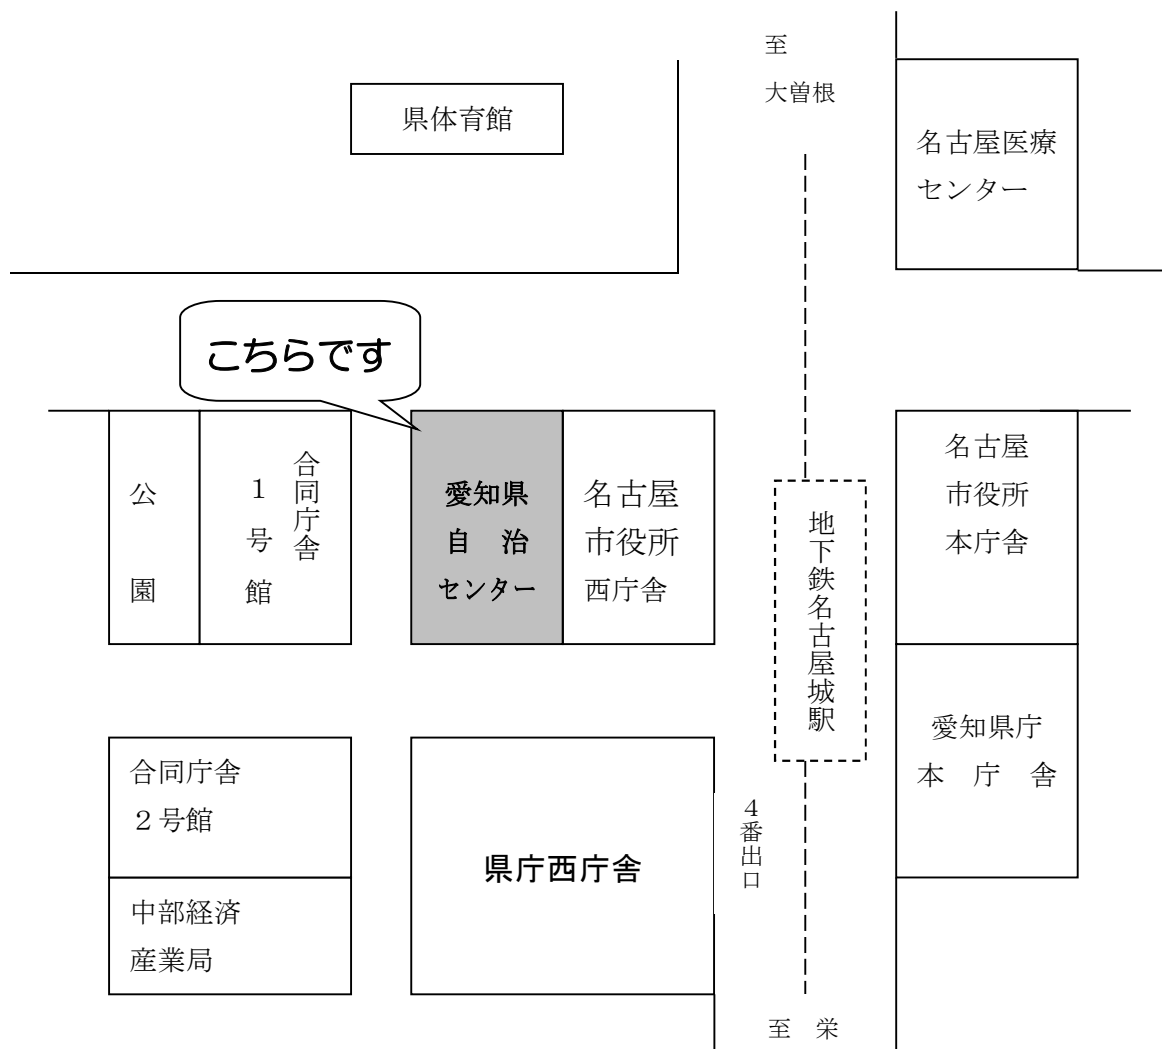 至
大曽根
県体育館
名古屋医療
センター
こちらです
公
園
合同庁舎
１号館
愛知県
自　治
センター
名古屋
市役所
西庁舎
地下鉄名古屋城駅
名古屋
市役所
本庁舎
愛知県庁
本　庁　舎
合同庁舎
２号館
中部経済
産業局
県庁西庁舎
４番出口
至　栄